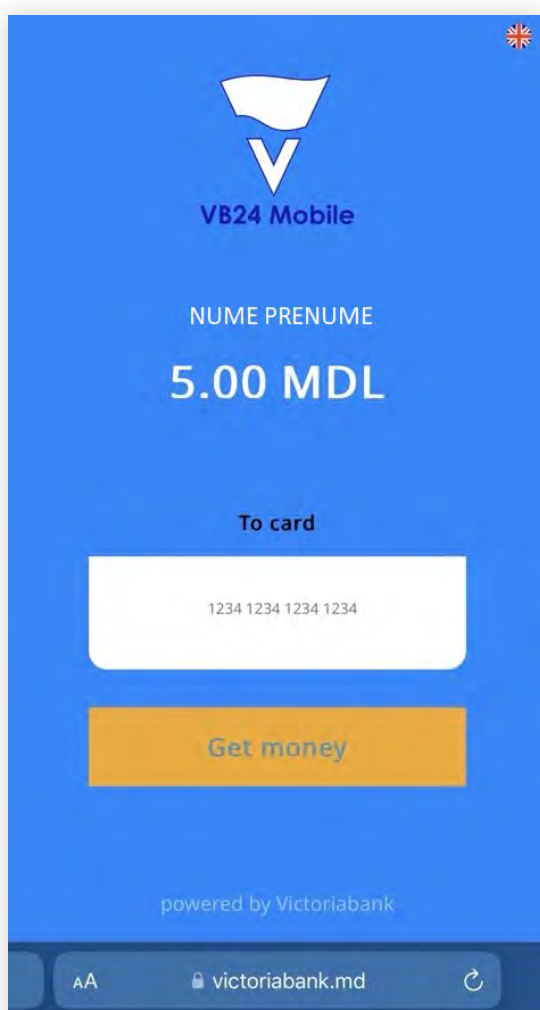 VB24 Mobile
NUME PRENUME
5.00 MDL
To card
1234 1234 1234 1234
Get money
powered by Victoriabank
AA
victoriabank.md